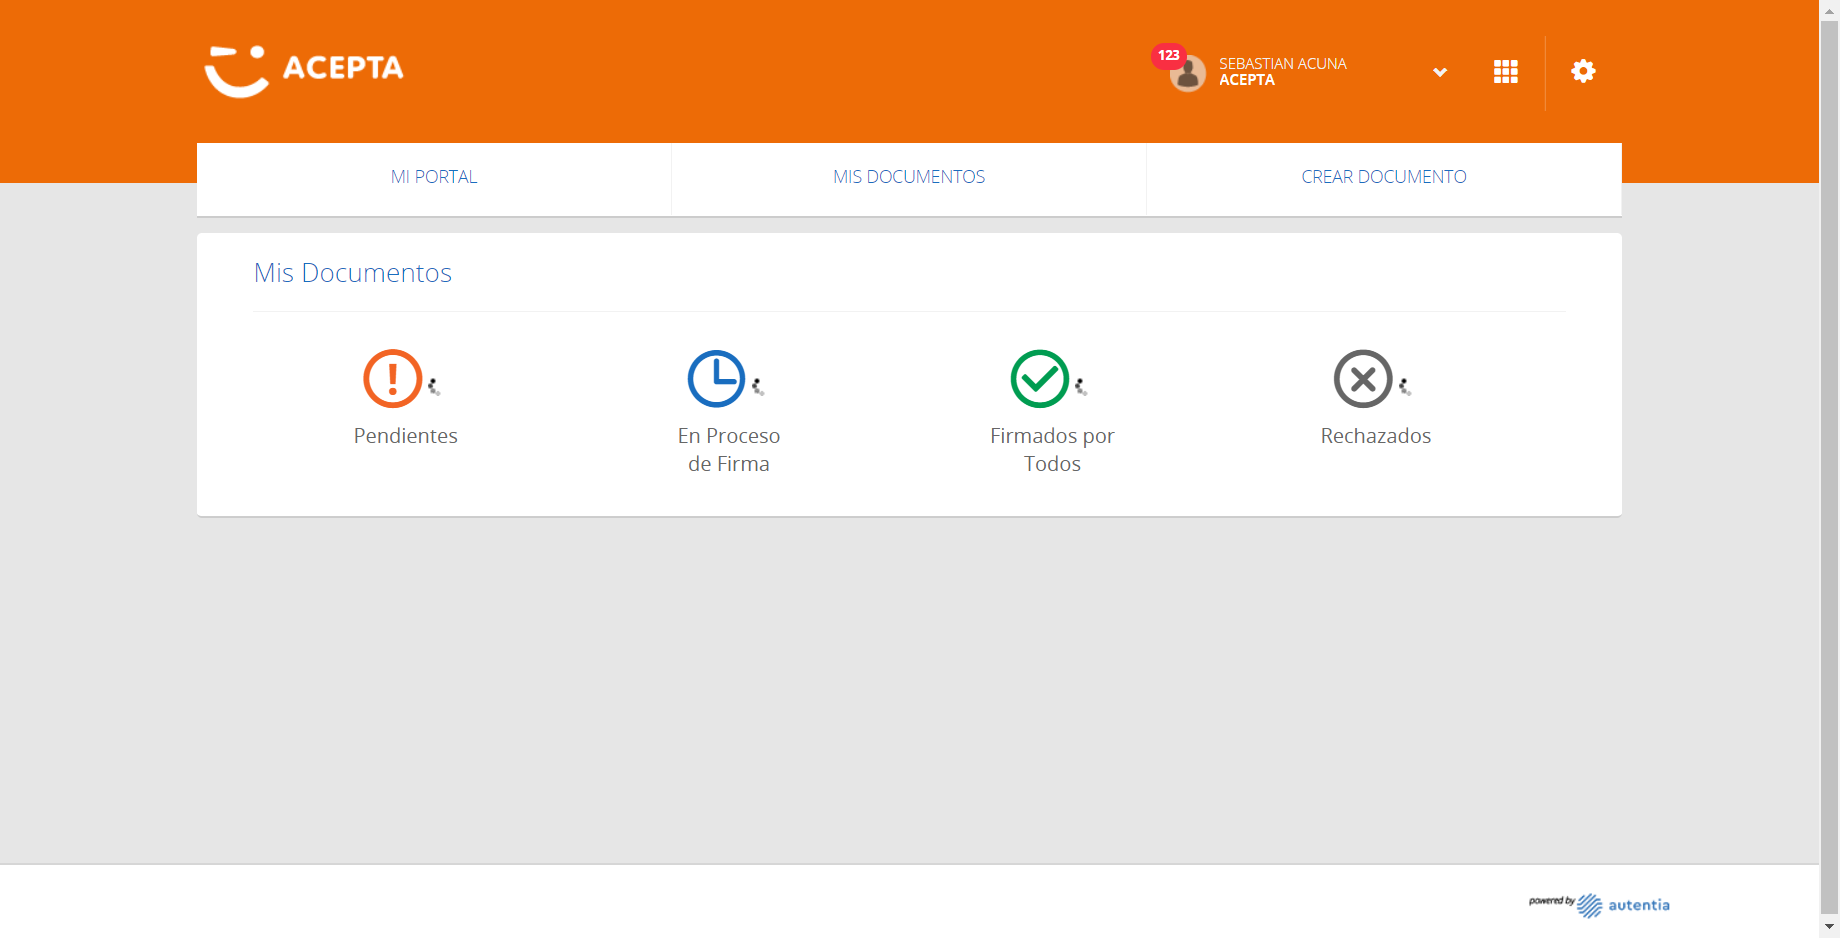 ACEPTA
123
SEBASTIAN ACUNA
ACEPTA
MI PORTAL
MIS DOCUMENTOS
CREAR DOCUMENTO
Mis Documentos
Pendientes
En Proceso
de Firma
Firmados por
Todos
Rechazados
powered by autentia